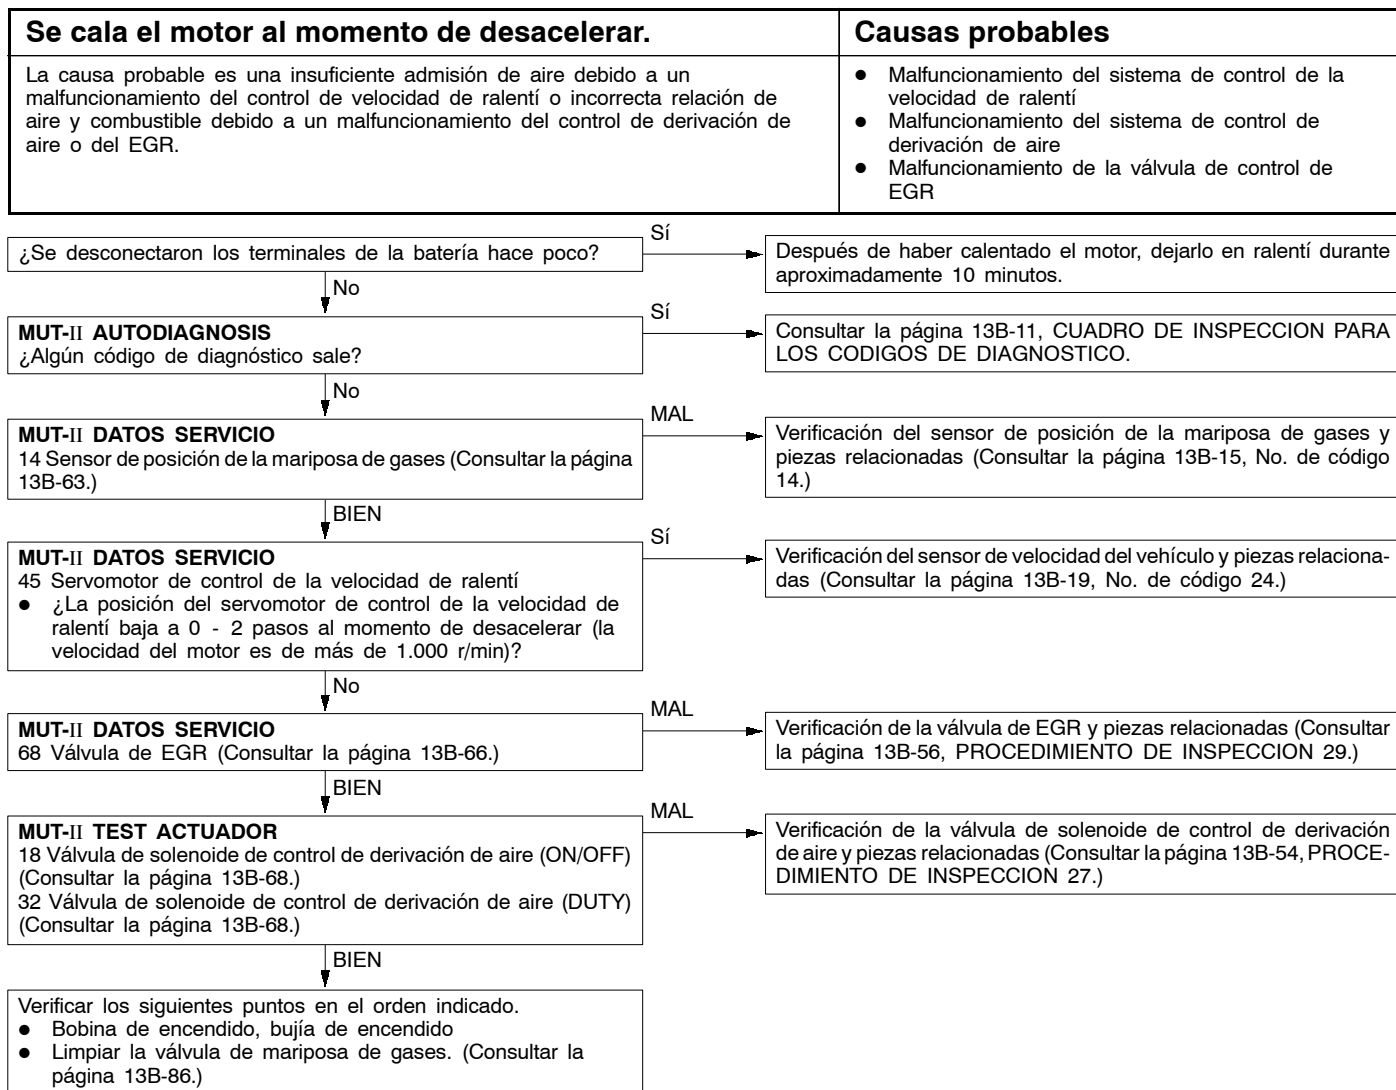 Se cala el motor al momento de desacelerar.
Causas probables
La causa probable es una insuficiente admisión de aire debido a un
malfuncionamiento del control de velocidad de ralentí o incorrecta relación de
aire y combustible debido a un malfuncionamiento del control de derivación de
aire o del EGR.
● Malfuncionamiento del sistema de control de la
velocidad de ralentí
● Malfuncionamiento del sistema de control de
derivación de aire
● Malfuncionamiento de la válvula de control de
EGR
¿Se desconectaron los terminales de la batería hace poco?
Sí
Después de haber calentado el motor, dejarlo en ralentí durante
aproximadamente 10 minutos.
No
MUT-II AUTODIAGNOSIS
¿Algún código de diagnóstico sale?
Sí
Consultar la página 13B-11, CUADRO DE INSPECCION PARA
LOS CODIGOS DE DIAGNOSTICO.
No
MUT-II DATOS SERVICIO
14 Sensor de posición de la mariposa de gases (Consultar la página
13B-63.)
MAL
Verificación del sensor de posición de la mariposa de gases y
piezas relacionadas (Consultar la página 13B-15, No. de código
14.)
BIEN
MUT-II DATOS SERVICIO
45 Servomotor de control de la velocidad de ralentí
● ¿La posición del servomotor de control de la velocidad de
ralentí baja a 0 - 2 pasos al momento de desacelerar (la
velocidad del motor es de más de 1.000 r/min)?
Sí
Verificación del sensor de velocidad del vehículo y piezas relaciona-
das (Consultar la página 13B-19, No. de código 24.)
No
MUT-II DATOS SERVICIO
68 Válvula de EGR (Consultar la página 13B-66.)
MAL
Verificación de la válvula de EGR y piezas relacionadas (Consultar
la página 13B-56, PROCEDIMIENTO DE INSPECCION 29.)
BIEN
MUT-II TEST ACTUADOR
18 Válvula de solenoide de control de derivación de aire (ON/OFF)
(Consultar la página 13B-68.)
32 Válvula de solenoide de control de derivación de aire (DUTY)
(Consultar la página 13B-68.)
MAL
Verificación de la válvula de solenoide de control de derivación
de aire y piezas relacionadas (Consultar la página 13B-54, PROCE-
DIMIENTO DE INSPECCION 27.)
BIEN
Verificar los siguientes puntos en el orden indicado.
● Bobina de encendido, bujía de encendido
● Limpiar la válvula de mariposa de gases. (Consultar la
página 13B-86.)